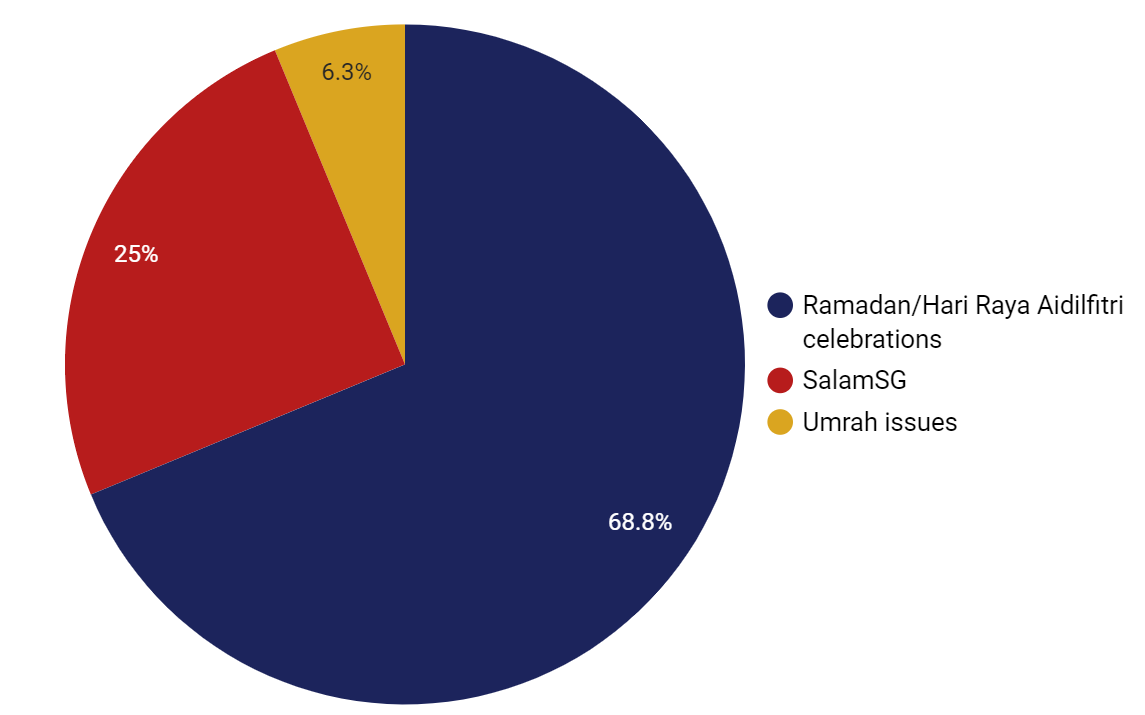 6.3%
25%
68.8%
Ramadan/Hari Raya Aidilfitri
celebrations
SalamSG
Umrah issues